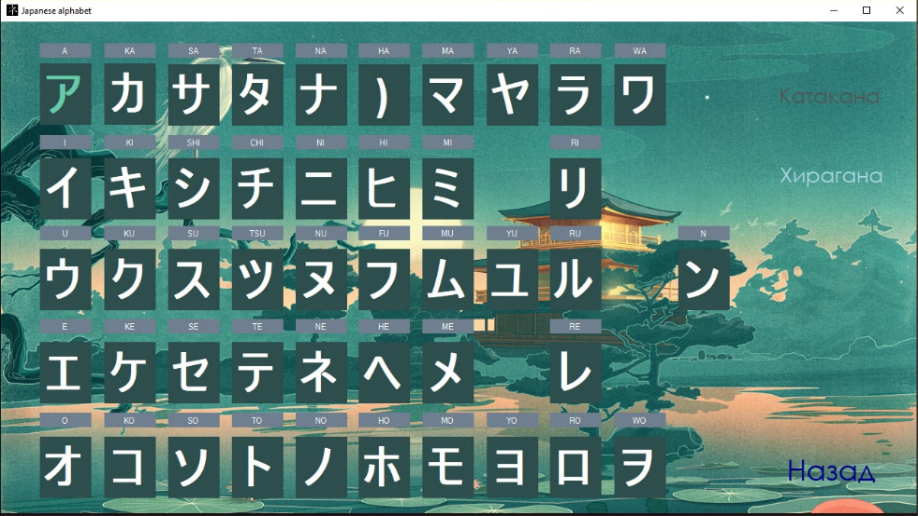 Japanese alphabet
A KA SA TA NA HA MA YA RA WA
ア カ サ タ ナ ) マ ヤ ラ ワ
I KI SHI CHI NI HI MI RI
イ キ シ チ ニ ヒ ミ リ
U KU SU TSU NU FU MU YU RU N
ウ ク ス ツ ヌ フ ム ユ ル ン
E KE SE TE NE HE ME RE
エ ケ セ テ ネ ヘ メ レ
O KO SO TO NO HO MO YO RO WO
オ コ ソ ト ノ ホ モ ヨ ロ ヲ
Катакана
Хирагана
Назад